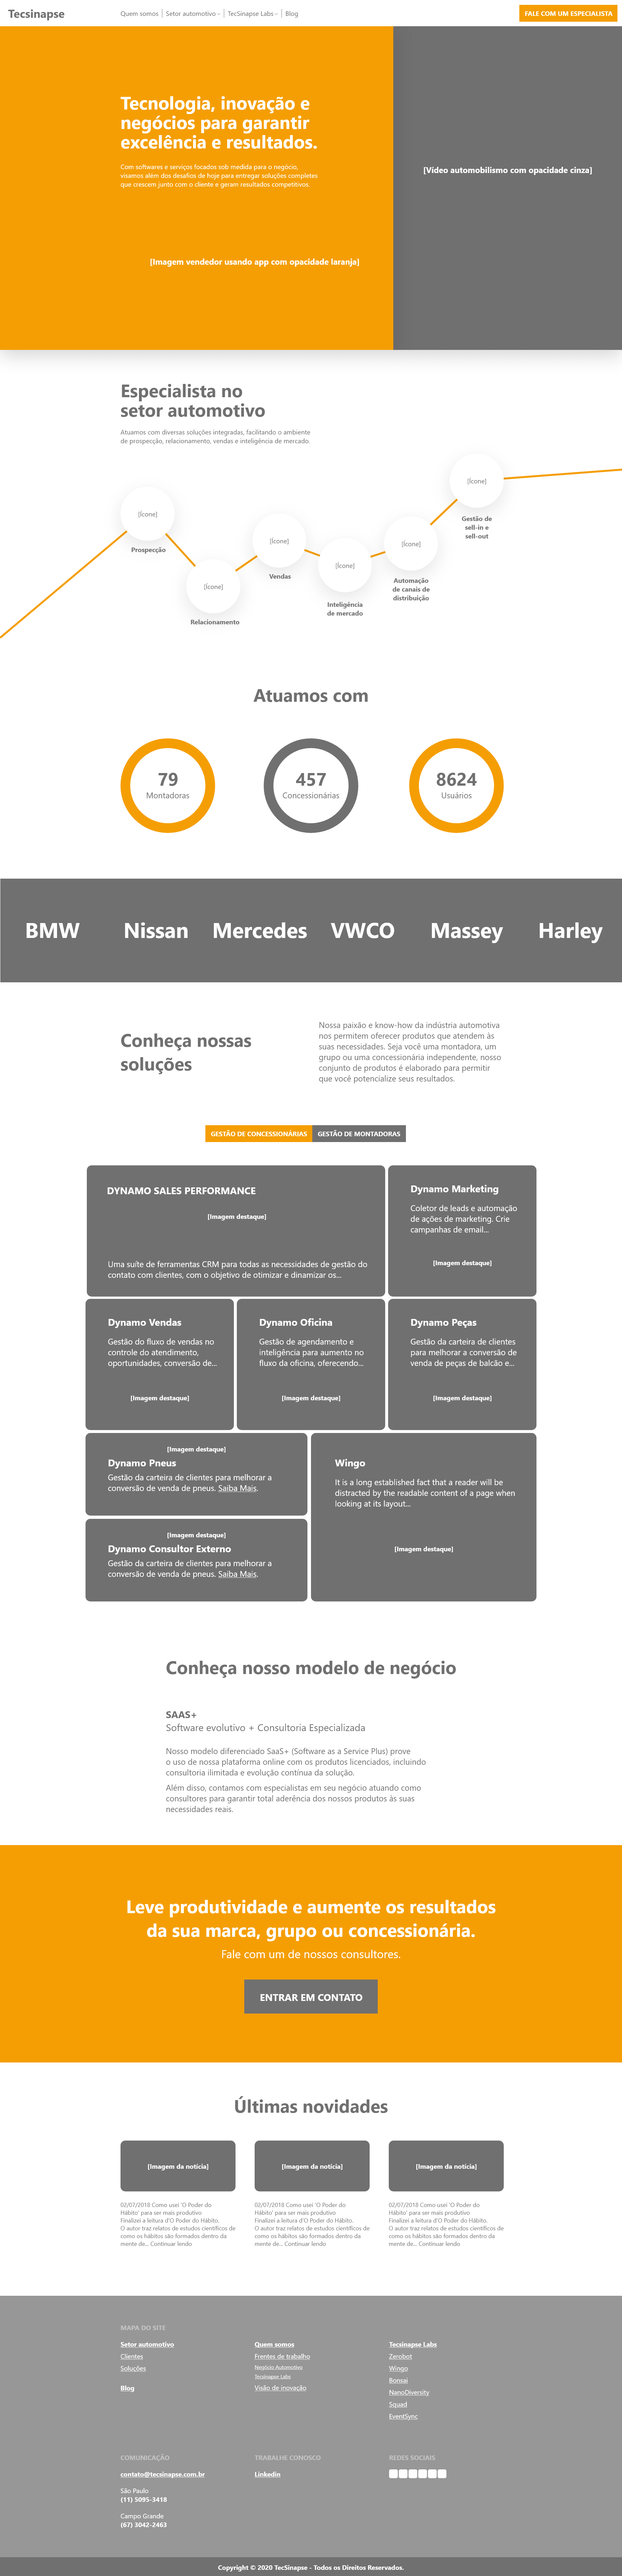 Tecsinapse
Quem somos
Setor automotivo
TecSinapse Labs
Blog
FALE COM UM ESPECIALISTA
Tecnologia, inovação e
negócios para garantir
excelência e resultados.
Com softwares e serviços focados sob medida para o negócio,
visamos além dos desafios de hoje para entregar soluções completes
que crescem junto com o cliente e geram resultados competitivos.
[Vídeo automobilismo com opacidade cinza]
[Imagem vendedor usando app com opacidade laranja]
Especialista no
setor automotivo
Atuamos com diversas soluções integradas, facilitando o ambiente
de prospecção, relacionamento, vendas e inteligência de mercado.
[Ícone]
Prospecção
[Ícone]
Relacionamento
[Ícone]
Vendas
[Ícone]
Inteligência
de mercado
[Ícone]
Automação
de canais de
distribuição
[Ícone]
Gestão de
sell-in e
sell-out
Atuamos com
79
Montadoras
457
Concessionárias
8624
Usuários
BMW
Nissan
Mercedes
VWCO
Massey
Harley
Conheça nossas
soluções
Nossa paixão e know-how da indústria automotiva
nos permitem oferecer produtos que atendem às
suas necessidades. Seja você uma montadora, um
grupo ou uma concessionária independente, nosso
conjunto de produtos é elaborado para permitir
que você potencialize seus resultados.
GESTÃO DE CONCESSIONÁRIAS
GESTÃO DE MONTADORAS
DYNAMO SALES PERFORMANCE
[Imagem destaque]
Uma suíte de ferramentas CRM para todas as necessidades de gestão do
contato com clientes, com o objetivo de otimizar e dinamizar os...
Dynamo Marketing
Coletor de leads e automação
de ações de marketing. Crie
campanhas de email...
[Imagem destaque]
Dynamo Vendas
Gestão do fluxo de vendas no
controle do atendimento,
oportunidades, conversão de...
[Imagem destaque]
Dynamo Oficina
Gestão de agendamento e
inteligência para aumento no
fluxo da oficina, oferecendo...
[Imagem destaque]
Dynamo Peças
Gestão da carteira de clientes
para melhorar a conversão de
venda de peças de balcão e...
[Imagem destaque]
[Imagem destaque]
Dynamo Pneus
Gestão da carteira de clientes para melhorar a
conversão de venda de pneus. Saiba Mais.
[Imagem destaque]
Dynamo Consultor Externo
Gestão da carteira de clientes para melhorar a
conversão de venda de pneus. Saiba Mais.
Wingo
It is a long established fact that a reader will be
distracted by the readable content of a page when
looking at its layout...
[Imagem destaque]
Conheça nosso modelo de negócio
SAAS+
Software evolutivo + Consultoria Especializada
Nosso modelo diferenciado SaaS+ (Software as a Service Plus) prove
o uso de nossa plataforma online com os produtos licenciados, incluindo
consultoria ilimitada e evolução contínua da solução.
Além disso, contamos com especialistas em seu negócio atuando como
consultores para garantir total aderência dos nossos produtos às suas
necessidades reais.
Leve produtividade e aumente os resultados
da sua marca, grupo ou concessionária.
Fale com um de nossos consultores.
ENTRAR EM CONTATO
Últimas novidades
[Imagem da notícia]
02/07/2018 Como usei 'O Poder do
Hábito' para ser mais produtivo
Finalizei a leitura d'O Poder do Hábito.
O autor traz relatos de estudos científicos de
como os hábitos são formados dentro da
mente de... Continuar lendo
[Imagem da notícia]
02/07/2018 Como usei 'O Poder do
Hábito' para ser mais produtivo
Finalizei a leitura d'O Poder do Hábito.
O autor traz relatos de estudos científicos de
como os hábitos são formados dentro da
mente de... Continuar lendo
[Imagem da notícia]
02/07/2018 Como usei 'O Poder do
Hábito' para ser mais produtivo
Finalizei a leitura d'O Poder do Hábito.
O autor traz relatos de estudos científicos de
como os hábitos são formados dentro da
mente de... Continuar lendo
MAPA DO SITE
Setor automotivo
Clientes
Soluções
Blog
Quem somos
Frentes de trabalho
Negócio Automotivo
Tecsinapse Labs
Visão de inovação
Tecsinapse Labs
Zerobot
Wingo
Bonsai
NanoDiversity
Squad
EventSync
COMUNICAÇÃO
contato@tecsinapse.com.br
São Paulo
(11) 5095-3418
Campo Grande
(67) 3042-2463
TRABALHE CONOSCO
Linkedin
REDES SOCIAIS
Copyright © 2020 TecSinapse - Todos os Direitos Reservados.